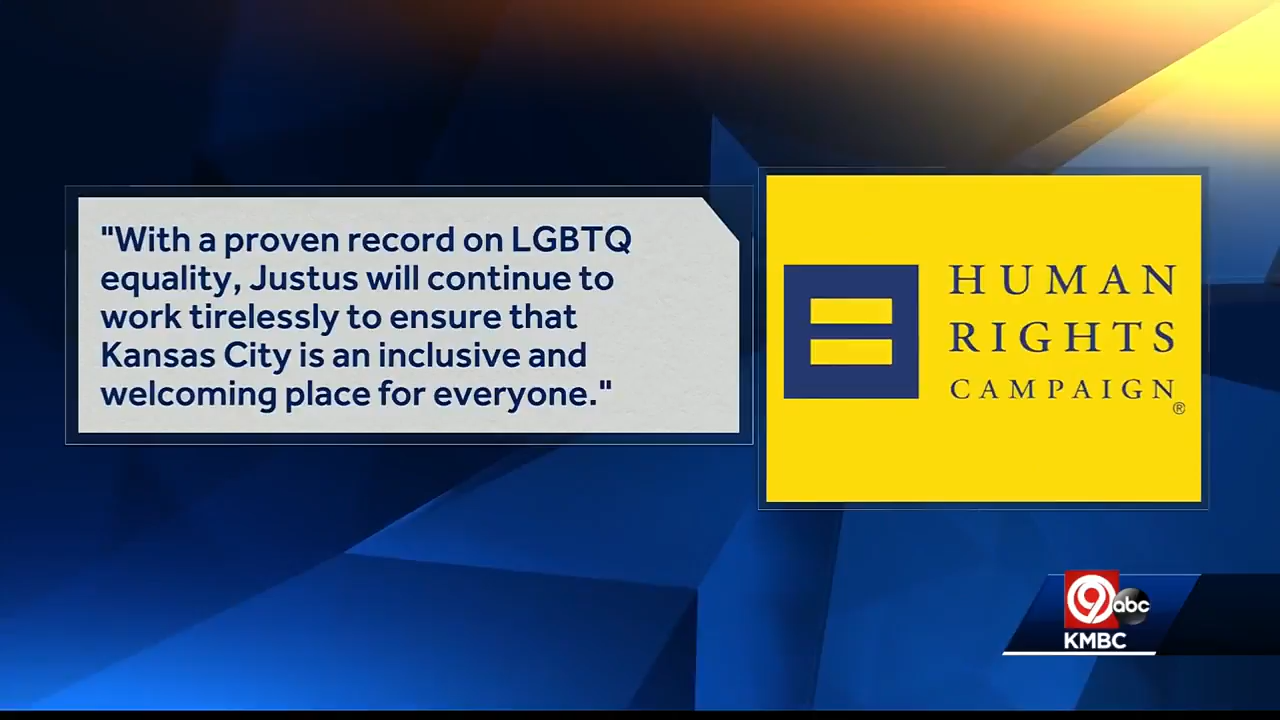 "With a proven record on LGBTQ
equality, Justus will continue to
work tirelessly to ensure that
Kansas City is an inclusive and
welcoming place for everyone."
HUMAN
RIGHTS
CAMPAIGN®
9 abc
KMBC